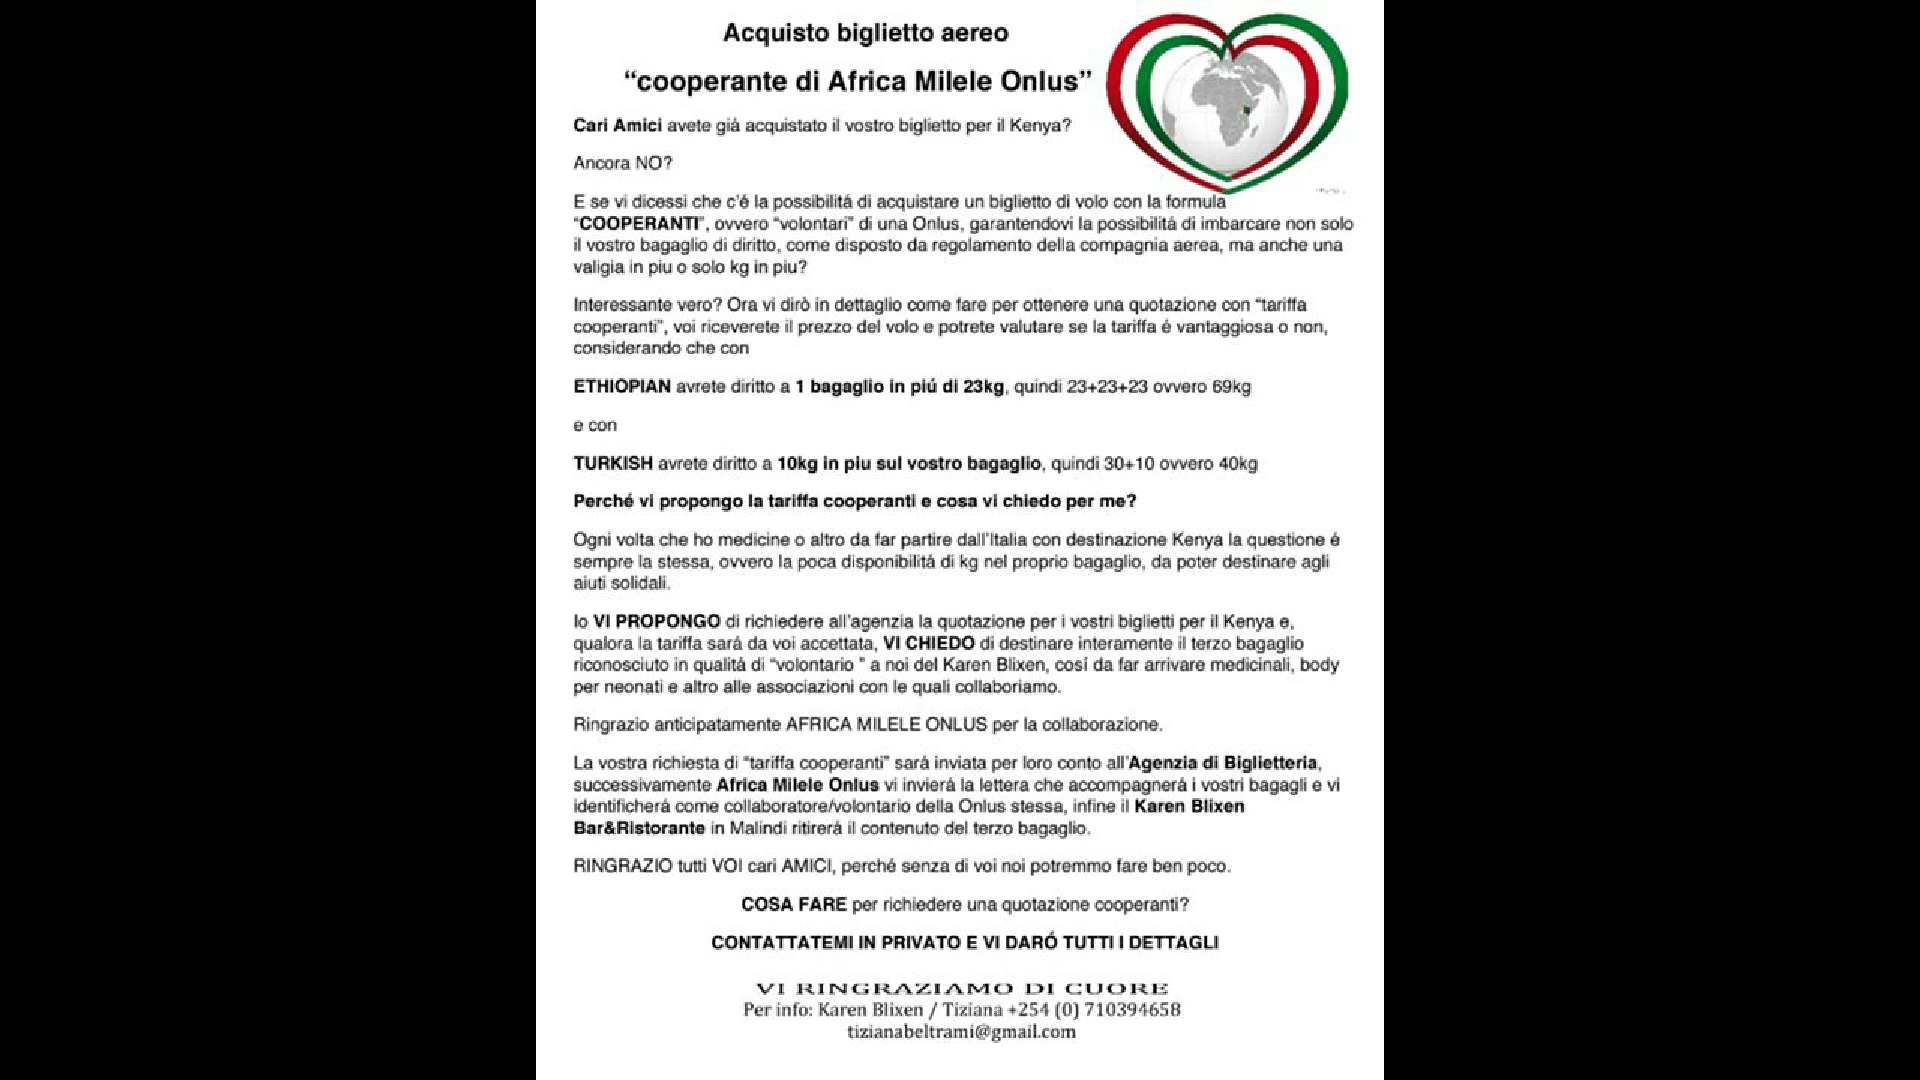 Acquisto biglietto aereo
“cooperante di Africa Milele Onlus”
Cari Amici avete giá acquistato il vostro biglietto per il Kenya?
Ancora NO?
E se vi dicessi che c'é la possibilitá di acquistare un biglietto di volo con la formula
“COOPERANTI”, ovvero “volontari” di una Onlus, garantendovi la possibilitá di imbarcare non solo
il vostro bagaglio di diritto, come disposto da regolamento della compagnia aerea, ma anche una
valigia in piu o solo kg in piu?
Interessante vero? Ora vi dirò in dettaglio come fare per ottenere una quotazione con “tariffa
cooperanti”, voi riceverete il prezzo del volo e potrete valutare se la tariffa é vantaggiosa o non,
considerando che con
ETHIOPIAN avrete diritto a 1 bagaglio in piú di 23kg, quindi 23+23+23 ovvero 69kg
e con
TURKISH avrete diritto a 10kg in piu sul vostro bagaglio, quindi 30+10 ovvero 40kg
Perché vi propongo la tariffa cooperanti e cosa vi chiedo per me?
Ogni volta che ho medicine o altro da far partire dall'Italia con destinazione Kenya la questione é
sempre la stessa, ovvero la poca disponibilitá di kg nel proprio bagaglio, da poter destinare agli
aiuti solidali.
Io VI PROPONGO di richiedere all'agenzia la quotazione per i vostri biglietti per il Kenya e,
qualora la tariffa sará da voi accettata, VI CHIEDO di destinare interamente il terzo bagaglio
riconosciuto in qualitá di “volontario ” a noi del Karen Blixen, cosí da far arrivare medicinali, body
per neonati e altro alle associazioni con le quali collaboriamo.
Ringrazio anticipatamente AFRICA MILELE ONLUS per la collaborazione.
La vostra richiesta di “tariffa cooperanti” sará inviata per loro conto all'Agenzia di Biglietteria,
successivamente Africa Milele Onlus vi invierá la lettera che accompagnerá i vostri bagagli e vi
identificherá come collaboratore/volontario della Onlus stessa, infine il Karen Blixen
Bar&Ristorante in Malindi ritirerá il contenuto del terzo bagaglio.
RINGRAZIO tutti VOI cari AMICI, perché senza di voi noi potremmo fare ben poco.
COSA FARE per richiedere una quotazione cooperanti?
CONTATTATEMI IN PRIVATO E VI DARÓ TUTTI I DETTAGLI
VI RINGRAZIAMO DI CUORE
Per info: Karen Blixen / Tiziana +254 (0) 710394658
tizianabeltrami@gmail.com